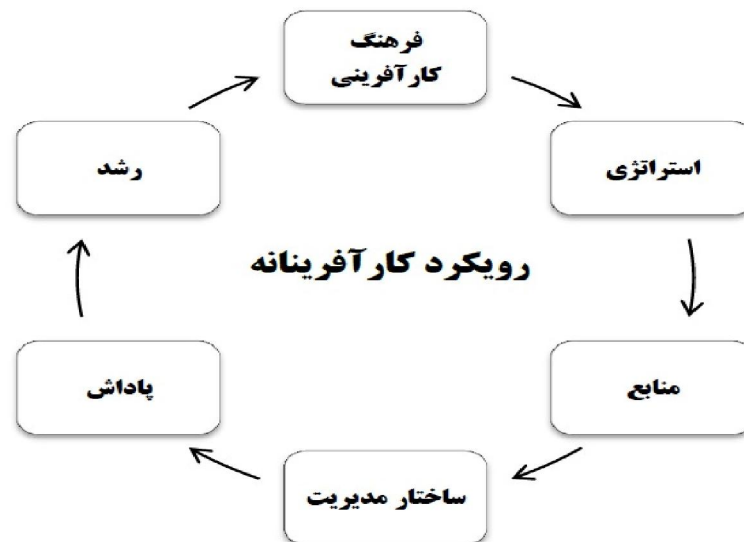 فرهنگ
کارآفرینی
استراتژی
رشد
رویکرد کارآفرینانه
منابع
پاداش
ساختار مدیریت